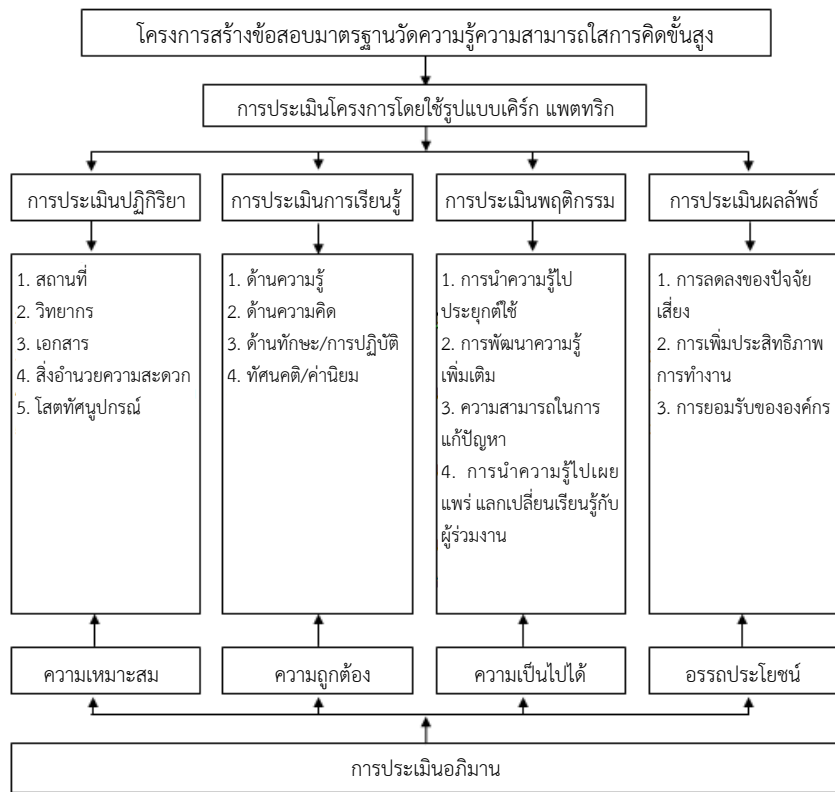 โครงการสร้างข้อสอบมาตรฐานวัดความรู้ความสามารถใสการคิดขั้นสูง
การประเมินโครงการโดยใช้รูปแบบเคิร์ก แพตทริก
การประเมินปฏิกิริยา
การประเมินการเรียนรู้
การประเมินพฤติกรรม
การประเมินผลลัพธ์
1. สถานที่
2. วิทยากร
3. เอกสาร
4. สิ่งอำนวยความสะดวก
5. โสตทัศนูปกรณ์
1. ด้านความรู้
2. ด้านความคิด
3. ด้านทักษะ/การปฏิบัติ
4. ทัศนคติ/ค่านิยม
1. การนำความรู้ไป
ประยุกต์ใช้
2. การพัฒนาความรู้
เพิ่มเติม
3. ความสามารถในการ
แก้ปัญหา
4. การนำความรู้ไปเผย
แพร่ แลกเปลี่ยนเรียนรู้กับ
ผู้ร่วมงาน
1. การลดลงของปัจจัย
เสี่ยง
2. การเพิ่มประสิทธิภาพ
การทำงาน
3. การยอมรับขององค์กร
ความเหมาะสม
ความถูกต้อง
ความเป็นไปได้
อรรถประโยชน์
การประเมินอภิมาน